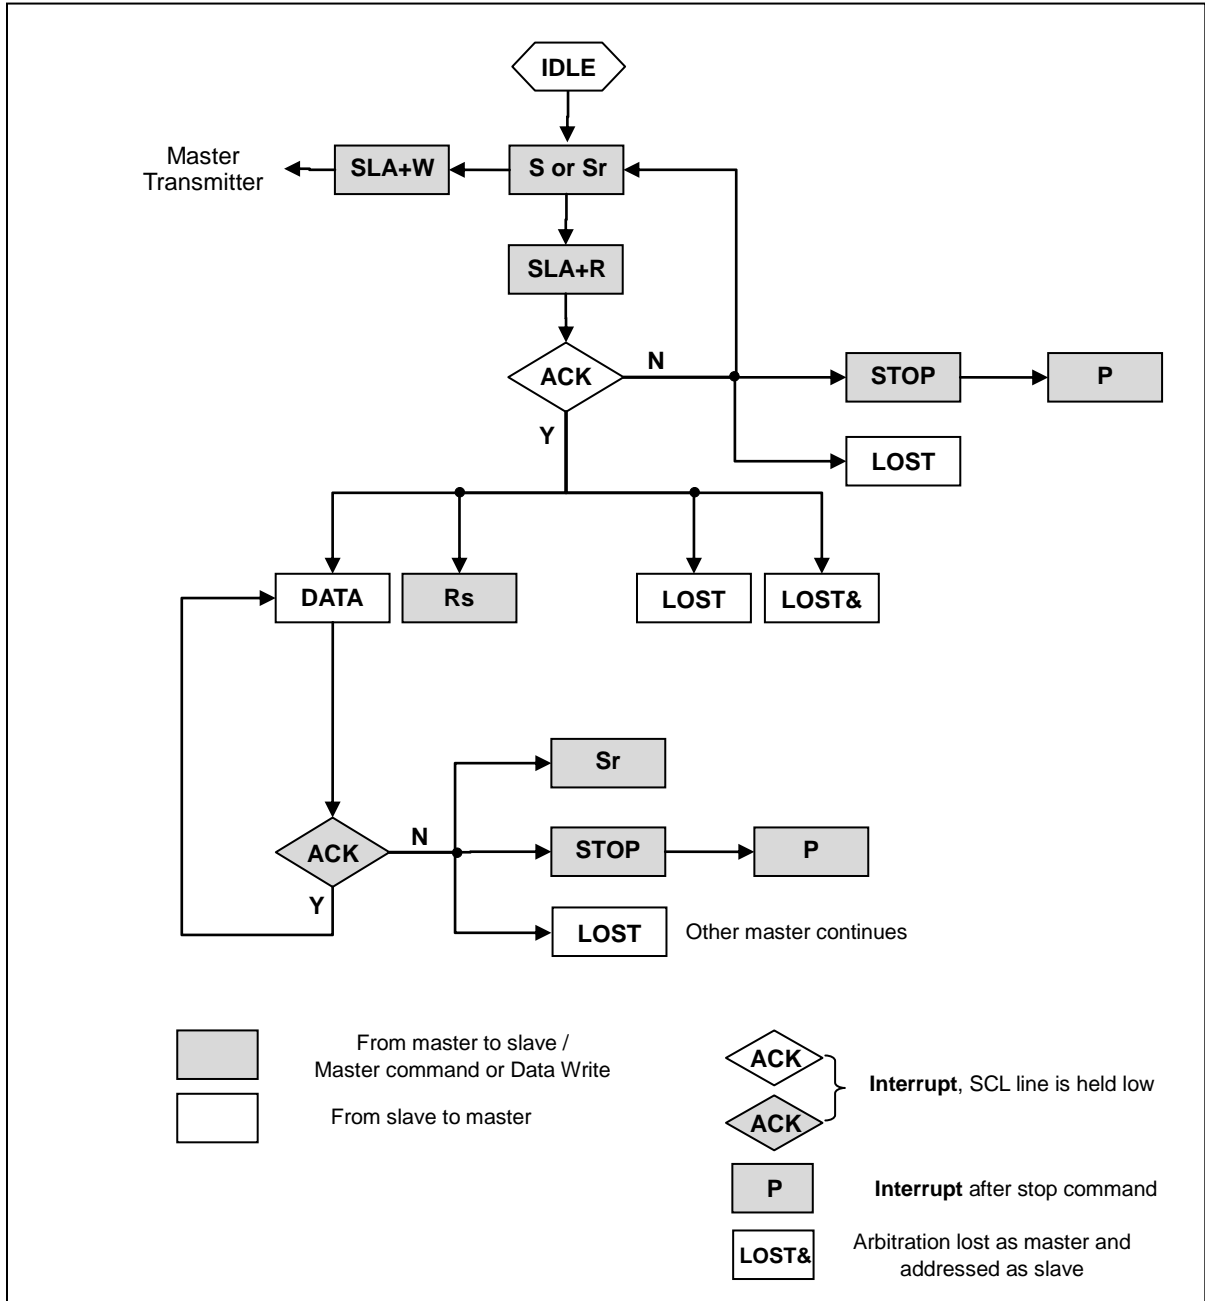 IDLE
Master
Transmitter
SLA+W
S or Sr
SLA+R
ACK
N
STOP
P
Y
LOST
DATA
Rs
LOST
LOST&
Sr
ACK
N
STOP
P
Y
LOST
Other master continues
From master to slave /
Master command or Data Write
From slave to master
ACK
ACK
Interrupt, SCL line is held low
P
Interrupt after stop command
LOST&
Arbitration lost as master and
addressed as slave